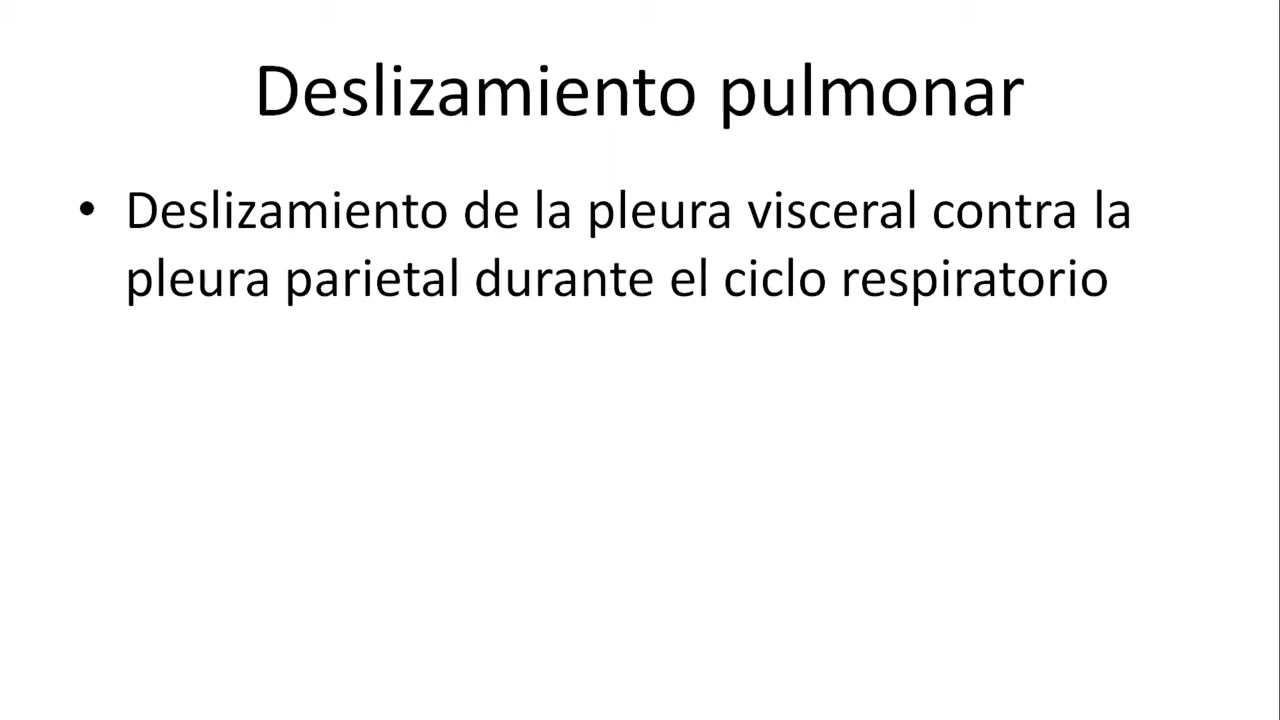 Deslizamiento pulmonar
• Deslizamiento de la pleura visceral contra la
pleura parietal durante el ciclo respiratorio